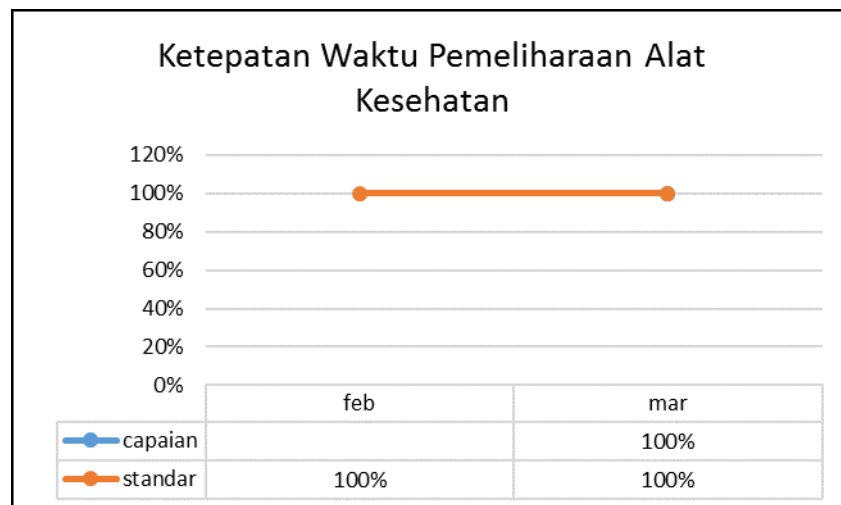 Ketepatan Waktu Pemeliharaan Alat
Kesehatan
120%
100%
80%
60%
40%
20%
0%
feb mar
capaian 100%
standar 100% 100%